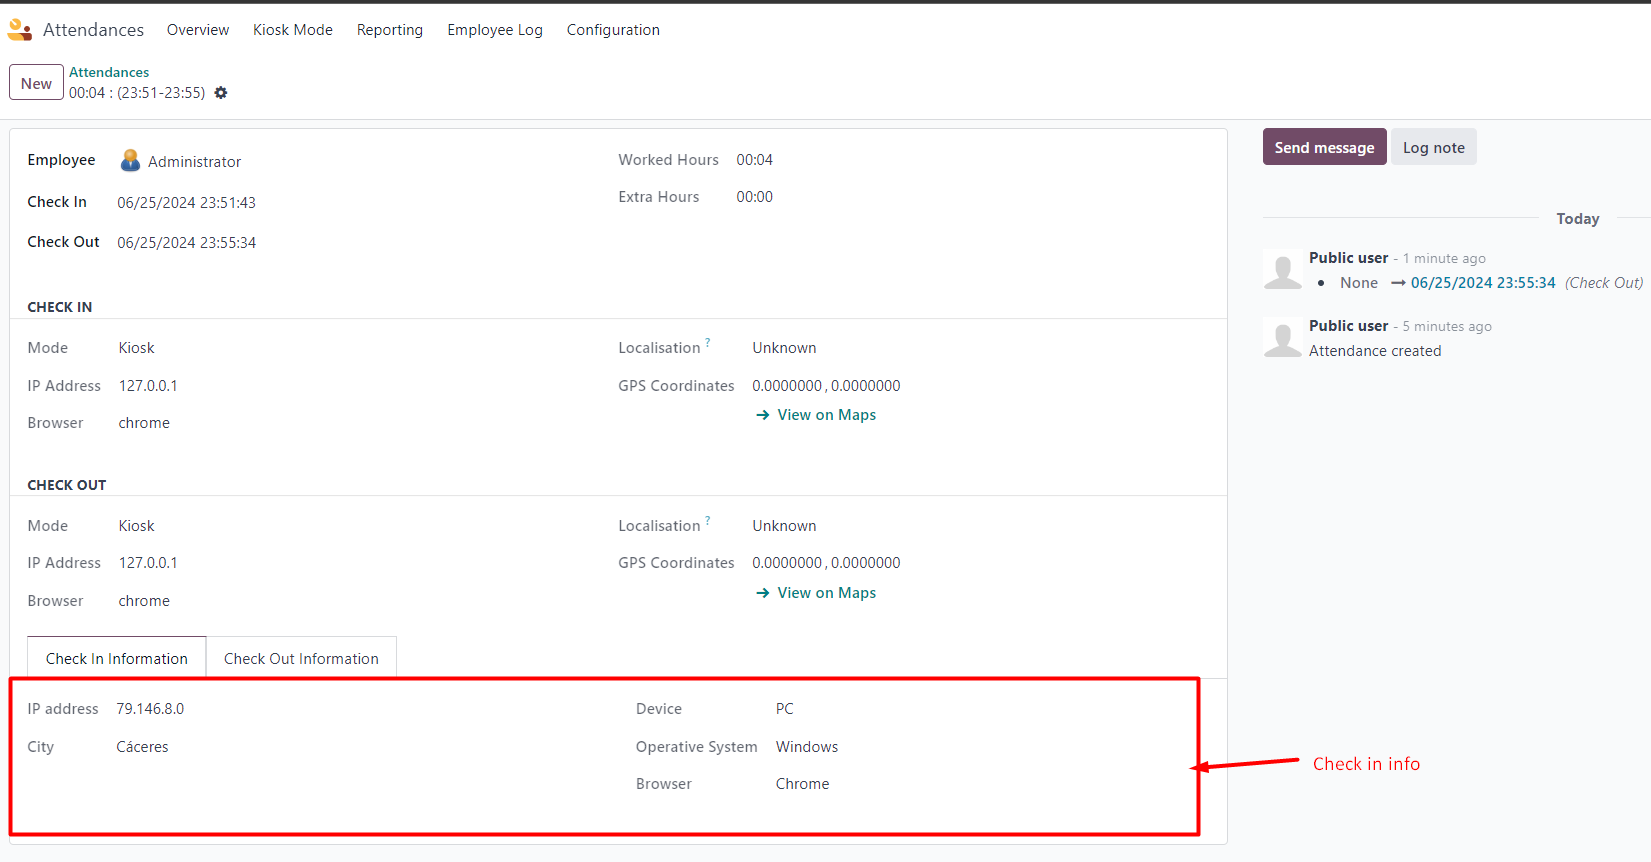 Attendances Overview Kiosk Mode Reporting Employee Log Configuration
New
Attendances
00:04 : (23:51-23:55)
Employee Administrator
Worked Hours 00:04
Check In 06/25/2024 23:51:43
Extra Hours 00:00
Check Out 06/25/2024 23:55:34
CHECK IN
Mode Kiosk
Localisation ? Unknown
IP Address 127.0.0.1
GPS Coordinates 0.0000000 , 0.0000000
→ View on Maps
Browser chrome
CHECK OUT
Mode Kiosk
Localisation ? Unknown
IP Address 127.0.0.1
GPS Coordinates 0.0000000 , 0.0000000
→ View on Maps
Browser chrome
Check In Information Check Out Information
IP address 79.146.8.0
Device PC
City Cáceres
Operative System Windows
Browser Chrome
Check in info
Send message Log note
Today
Public user - 1 minute ago
• None → 06/25/2024 23:55:34 (Check Out)
Public user - 5 minutes ago
Attendance created